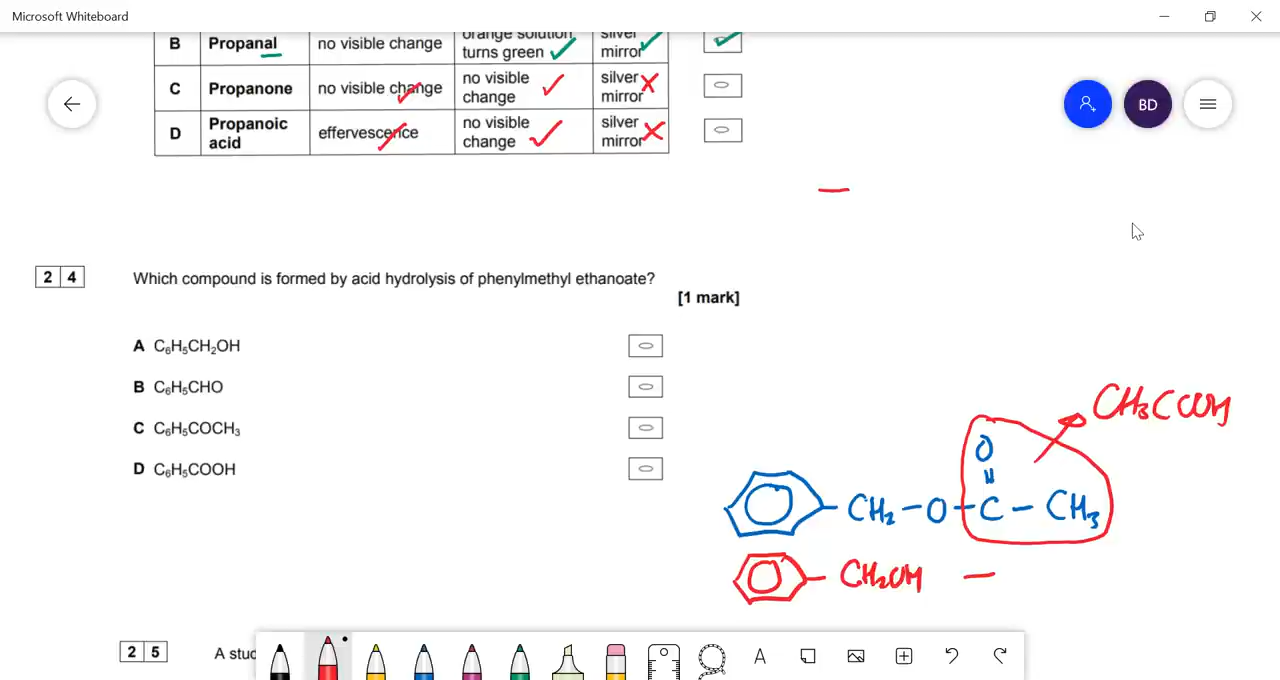 Microsoft Whiteboard
B Propanal no visible change orange solution turns green silver mirror
C Propanone no visible change no visible change silver mirror
D Propanoic acid effervescence no visible change silver mirror
BD
2 4 Which compound is formed by acid hydrolysis of phenylmethyl ethanoate?
[1 mark]
A C₆H₅CH₂OH
B C₆H₅CHO
C C₆H₅COCH₃
D C₆H₅COOH
CH₃COOH
O
CH₂ – O – C – CH₃
CH₂OH –
2 5 A stud
A